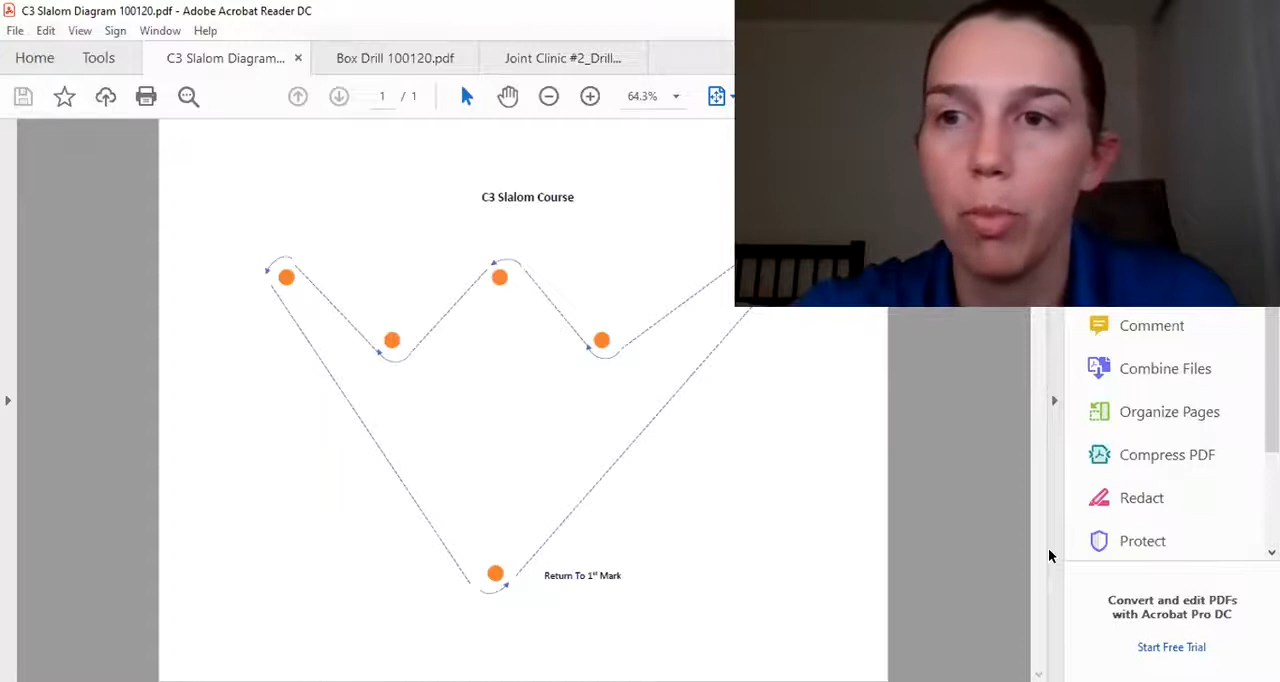 C3 Slalom Diagram 100120.pdf - Adobe Acrobat Reader DC
File Edit View Sign Window Help
Home Tools C3 Slalom Diagram... × Box Drill 100120.pdf Joint Clinic #2_Drill...
1 / 1 64.3%
C3 Slalom Course
Comment
Combine Files
Organize Pages
Compress PDF
Redact
Protect
Return To 1st Mark
Convert and edit PDFs
with Acrobat Pro DC
Start Free Trial